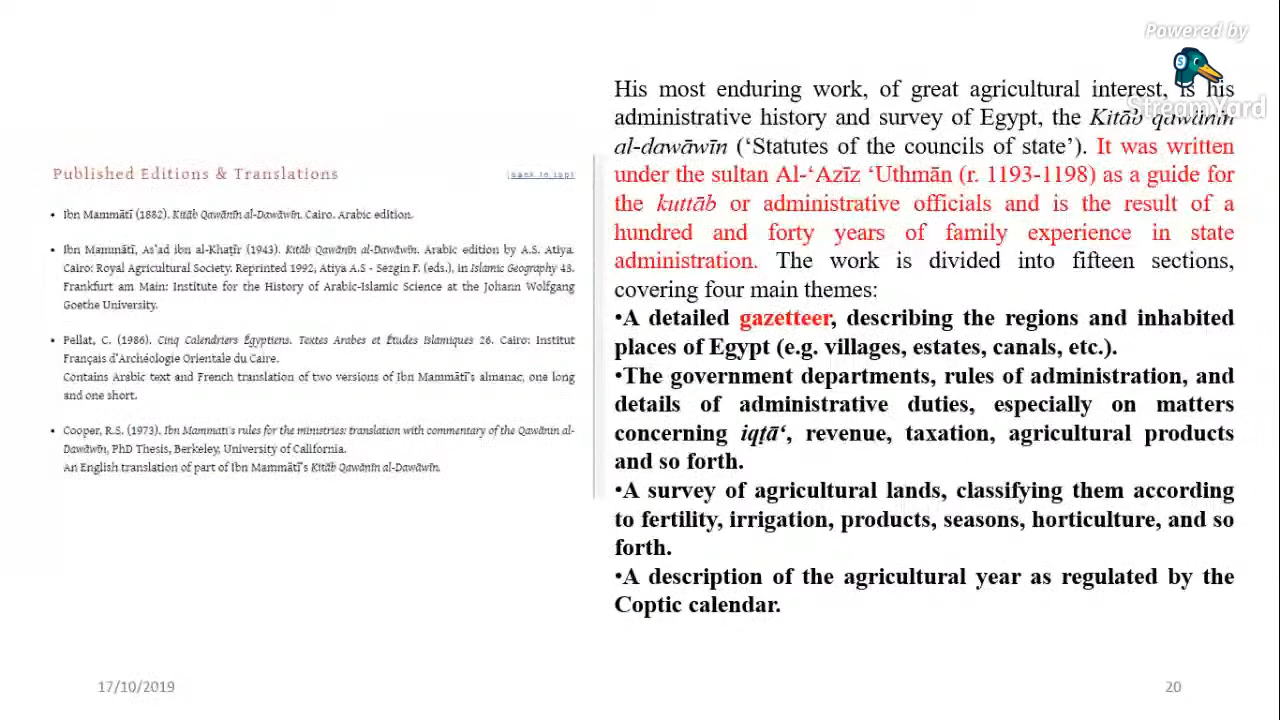 Powered by
StreamYard
Published Editions & Translations
[back to top]
• Ibn Mammātī (1882). Kitāb Qawānīn al-Dawāwīn. Cairo. Arabic edition.
• Ibn Mammātī, As'ad ibn al-Khaṭīr (1943). Kitāb Qawānīn al-Dawāwīn. Arabic edition by A.S. Atiya.
Cairo: Royal Agricultural Society. Reprinted 1992, Atiya A.S - Sezgin F. (eds.), in Islamic Geography 43.
Frankfurt am Main: Institute for the History of Arabic-Islamic Science at the Johann Wolfgang
Goethe University.
• Pellat, C. (1986). Cinq Calendriers Égyptiens. Textes Arabes et Études Islamiques 26. Cairo: Institut
Français d'Archéologie Orientale du Caire.
Contains Arabic text and French translation of two versions of Ibn Mammātī's almanac, one long
and one short.
• Cooper, R.S. (1973). Ibn Mammati's rules for the ministries: translation with commentary of the Qawānīn al-
Dawāwīn, PhD Thesis, Berkeley, University of California.
An English translation of part of Ibn Mammātī's Kitāb Qawānīn al-Dawāwīn.
His most enduring work, of great agricultural interest, is his
administrative history and survey of Egypt, the Kitāb qawānīn
al-dawāwīn (‘Statutes of the councils of state’). It was written
under the sultan Al-‘Azīz ‘Uthmān (r. 1193-1198) as a guide for
the kuttāb or administrative officials and is the result of a
hundred and forty years of family experience in state
administration. The work is divided into fifteen sections,
covering four main themes:
•A detailed gazetteer, describing the regions and inhabited
places of Egypt (e.g. villages, estates, canals, etc.).
•The government departments, rules of administration, and
details of administrative duties, especially on matters
concerning iqṭā‘, revenue, taxation, agricultural products
and so forth.
•A survey of agricultural lands, classifying them according
to fertility, irrigation, products, seasons, horticulture, and so
forth.
•A description of the agricultural year as regulated by the
Coptic calendar.
17/10/2019
20